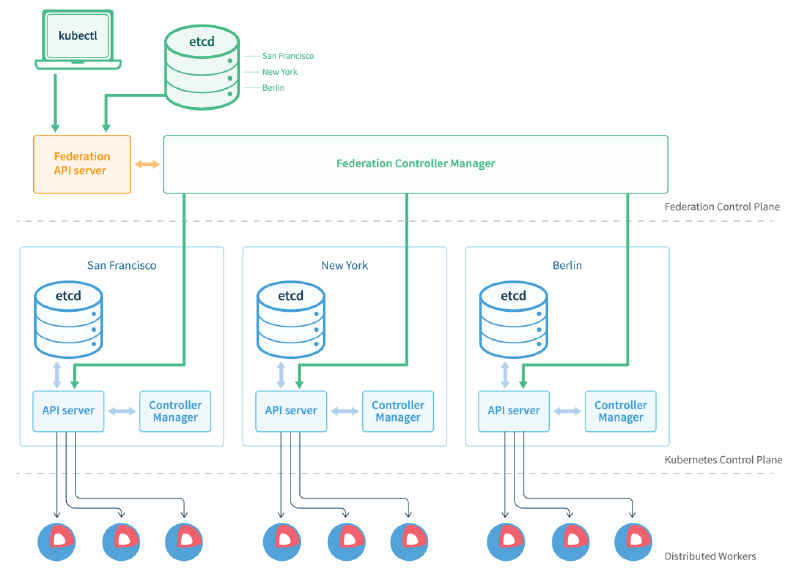 kubectl
etcd
San Francisco
New York
Berlin
Federation
API server
Federation Controller Manager
Federation Control Plane
San Francisco
etcd
API server
Controller
Manager
New York
etcd
API server
Controller
Manager
Berlin
etcd
API server
Controller
Manager
Kubernetes Control Plane
Distributed Workers